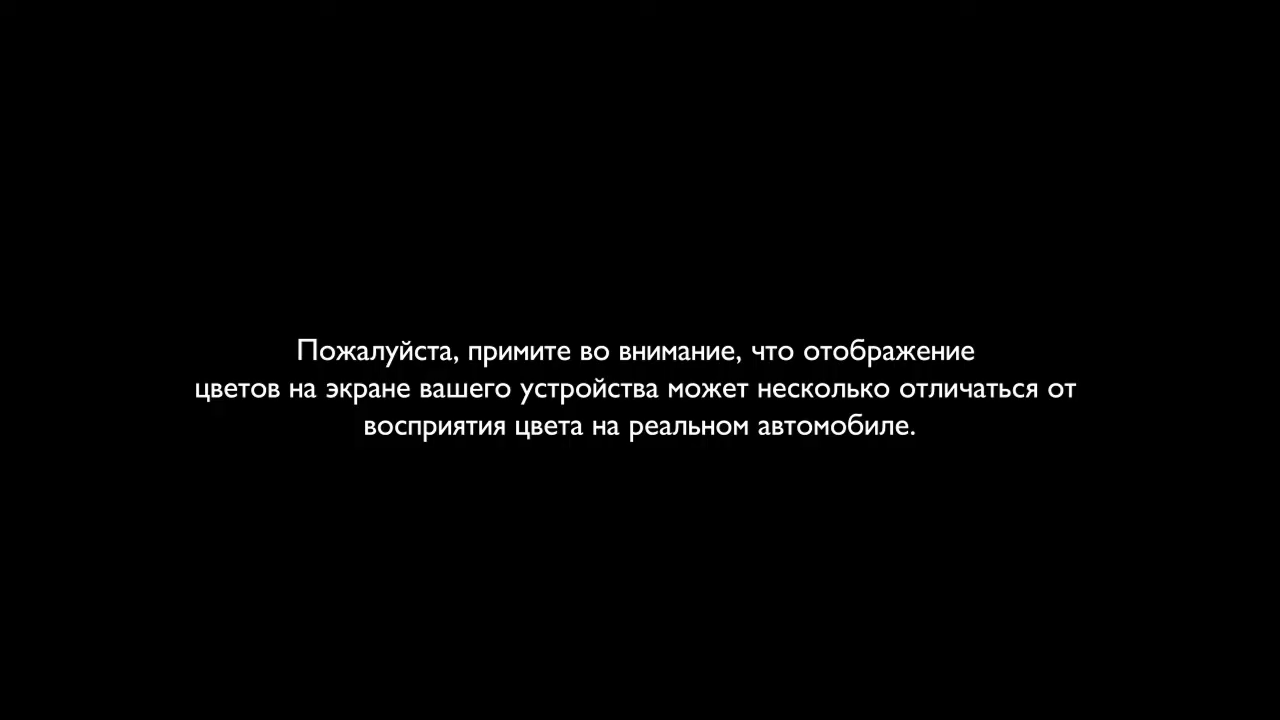 Пожалуйста, примите во внимание, что отображение
цветов на экране вашего устройства может несколько отличаться от
восприятия цвета на реальном автомобиле.